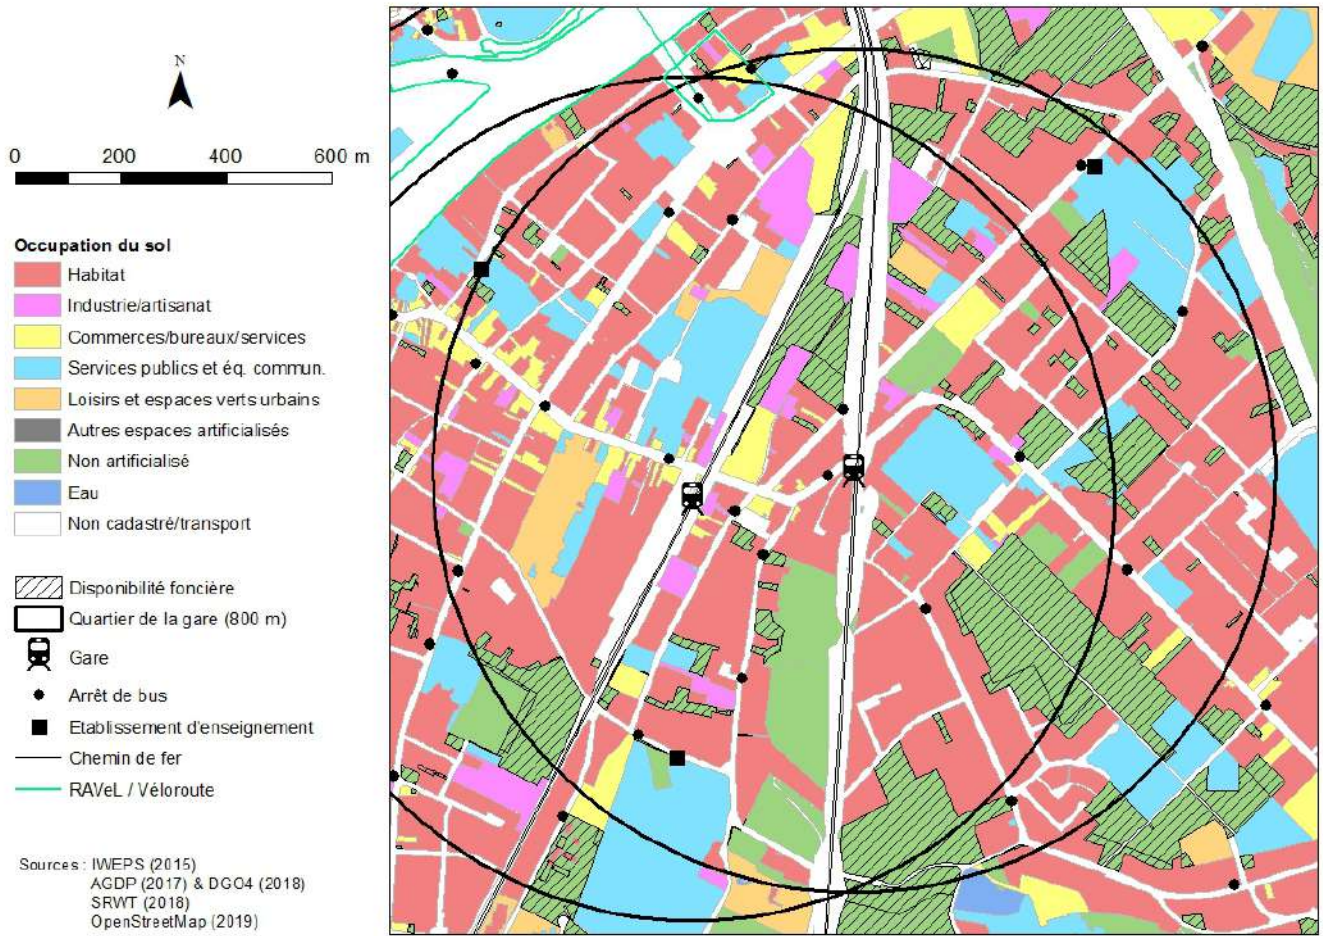 N
0 200 400 600 m
Occupation du sol
Habitat
Industrie/artisanat
Commerces/bureaux/services
Services publics et éq. commun.
Loisirs et espaces verts urbains
Autres espaces artificialisés
Non artificialisé
Eau
Non cadastré/transport
Disponibilité foncière
Quartier de la gare (800 m)
Gare
Arrêt de bus
Etablissement d'enseignement
Chemin de fer
RAVeL / Véloroute
Sources : IWEPS (2015)
AGDP (2017) & DGO4 (2018)
SRWT (2018)
OpenStreetMap (2019)